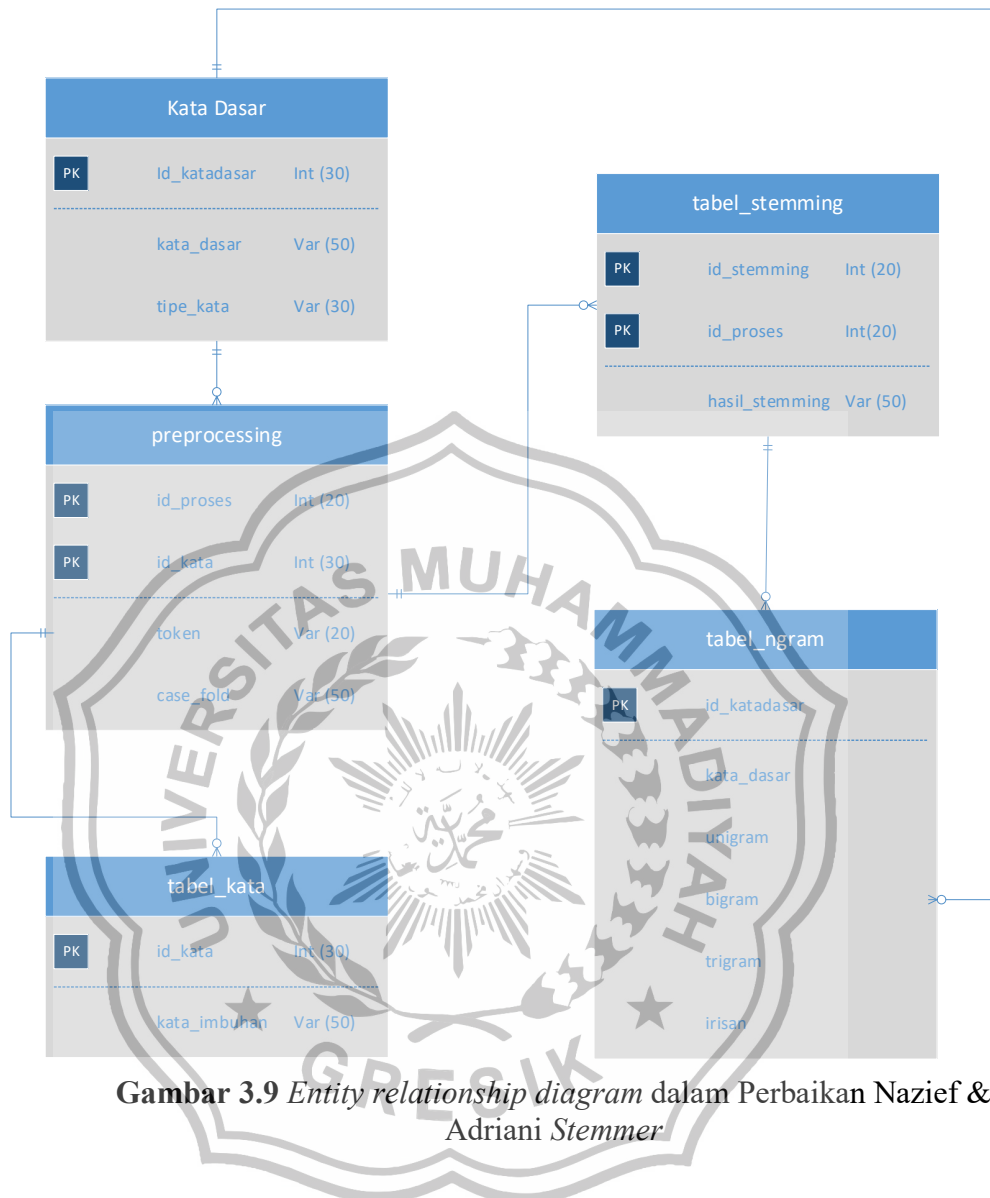 Kata Dasar
PK Id_katadasar Int (30)
kata_dasar Var (50)
tipe_kata Var (30)
preprocessing
PK id_proses Int (20)
PK id_kata Int (30)
token Var (20)
case_fold Var (50)
tabel_kata
PK id_kata Int (30)
kata_imbuhan Var (50)
tabel_stemming
PK id_stemming Int (20)
PK id_proses Int(20)
hasil_stemming Var (50)
tabel_ngram
PK id_katadasar
kata_dasar
unigram
bigram
trigram
irisan
UNIVERSITAS MUHAMMADIYAH
GRESIK
Gambar 3.9 Entity relationship diagram dalam Perbaikan Nazief &
Adriani Stemmer